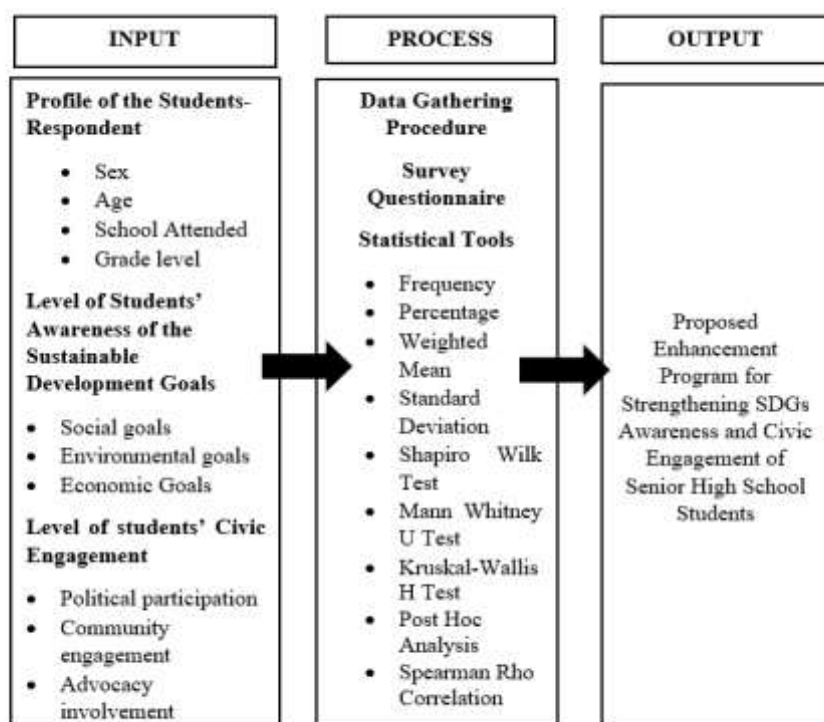 INPUT
Profile of the Students-
Respondent
• Sex
• Age
• School Attended
• Grade level
Level of Students’
Awareness of the
Sustainable
Development Goals
• Social goals
• Environmental goals
• Economic Goals
Level of students’ Civic
Engagement
• Political participation
• Community
engagement
• Advocacy
involvement
PROCESS
Data Gathering
Procedure
Survey
Questionnaire
Statistical Tools
• Frequency
• Percentage
• Weighted
Mean
• Standard
Deviation
• Shapiro Wilk
Test
• Mann Whitney
U Test
• Kruskal-Wallis
H Test
• Post Hoc
Analysis
• Spearman Rho
Correlation
OUTPUT
Proposed
Enhancement
Program for
Strengthening SDGs
Awareness and Civic
Engagement of
Senior High School
Students